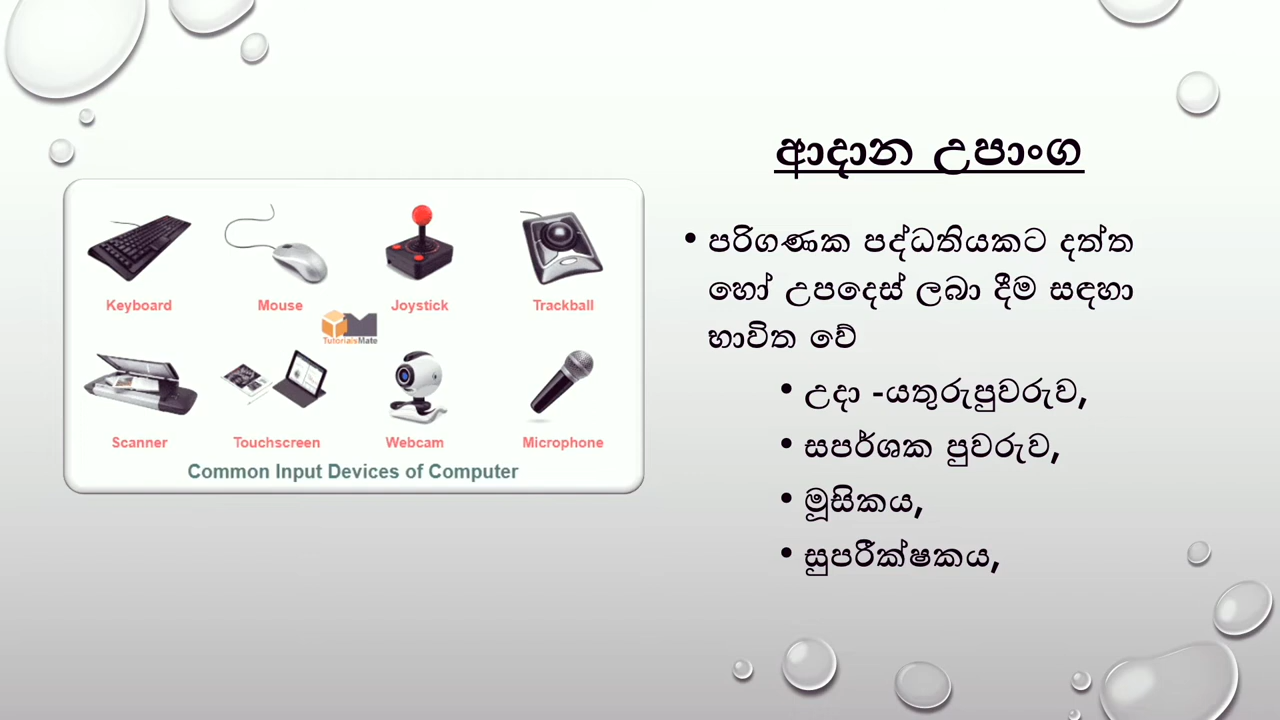 ආදාන උපාංග
Keyboard Mouse Joystick Trackball
TutorialsMate
Scanner Touchscreen Webcam Microphone
Common Input Devices of Computer
• පරිගණක පද්ධතියකට දත්ත
හෝ උපදෙස් ලබා දීම සඳහා
භාවිත වේ
• උදා -යතුරුපුවරුව,
• සපර්ශක පුවරුව,
• මූසිකය,
• සුපරීක්ෂකය,